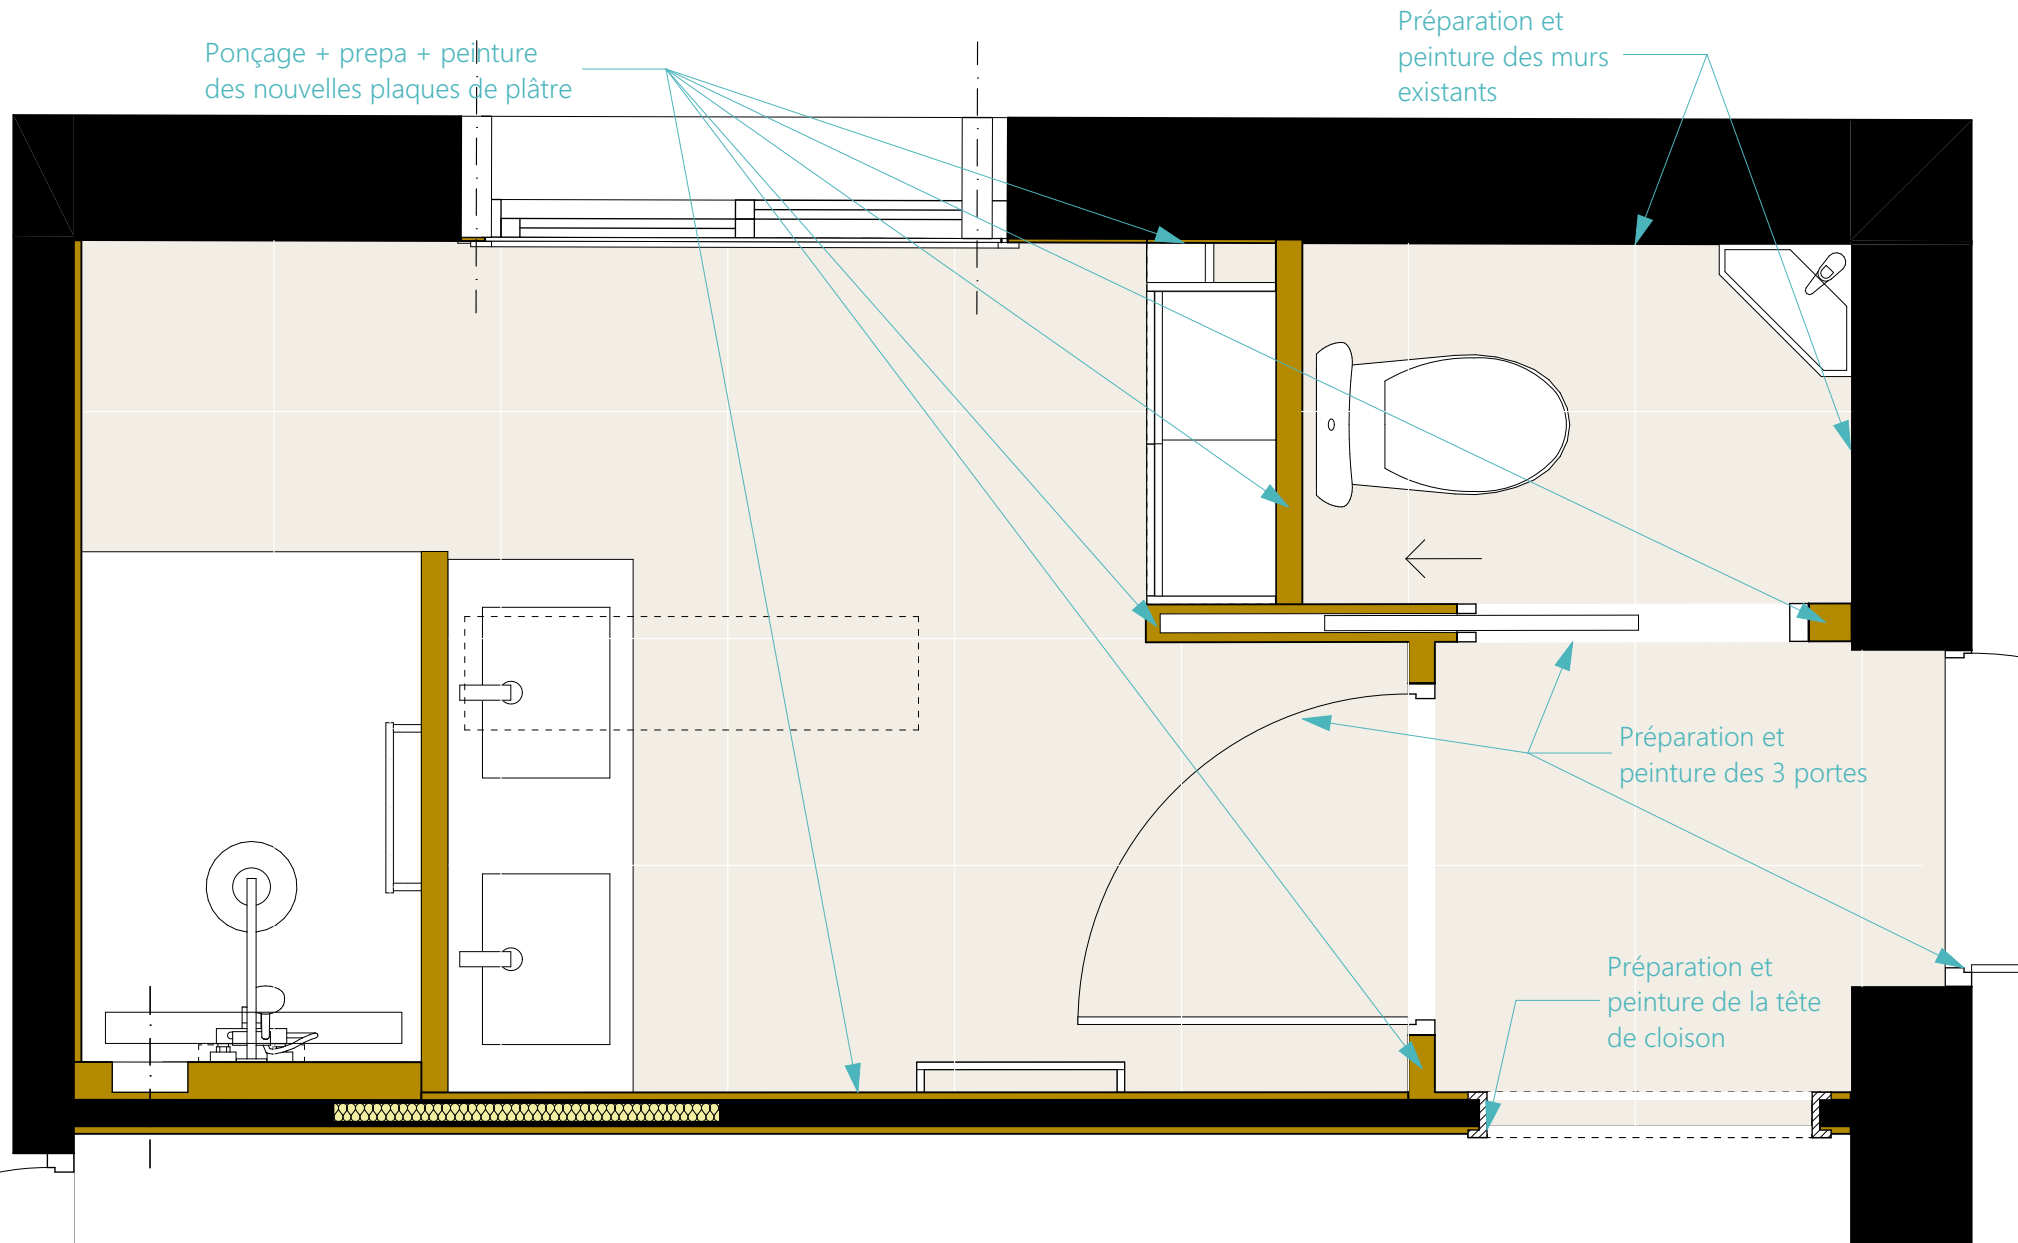 Ponçage + prepa + peinture
des nouvelles plaques de plâtre
Préparation et
peinture des murs
existants
Préparation et
peinture des 3 portes
Préparation et
peinture de la tête
de cloison